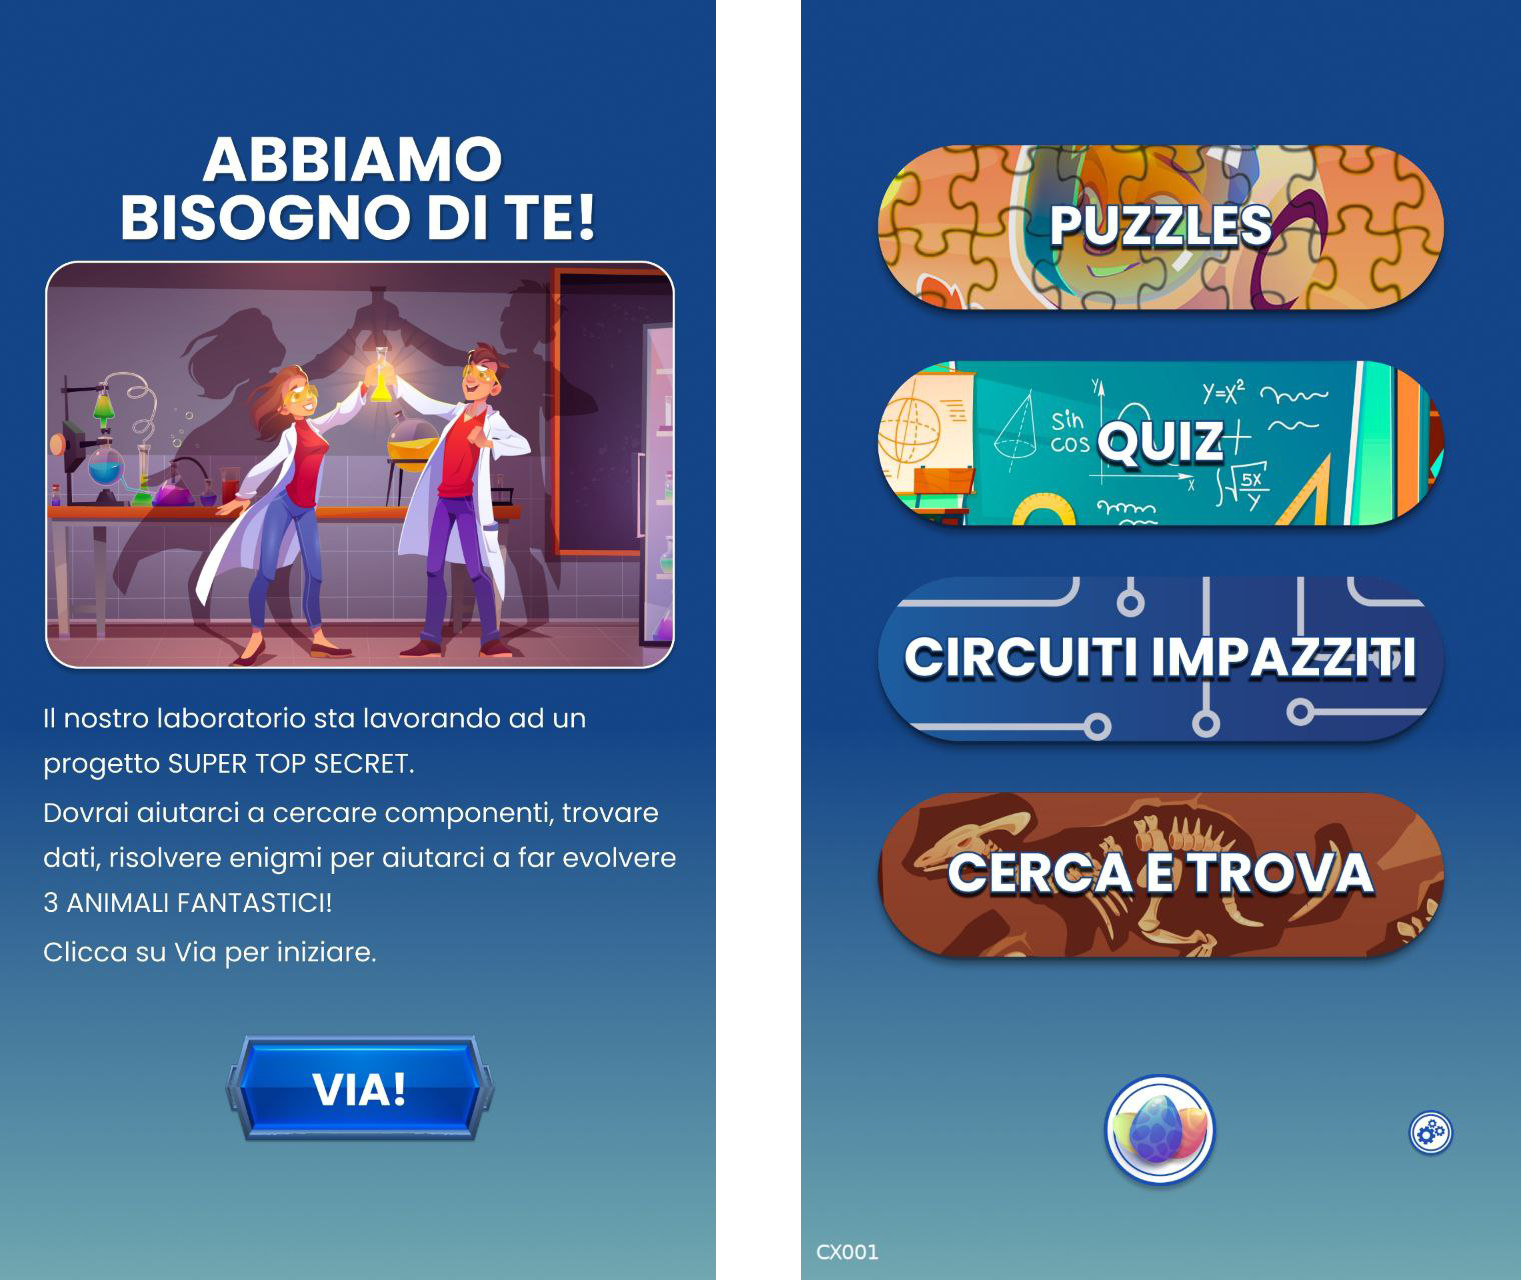 ABBIAMO
BISOGNO DI TE!
Il nostro laboratorio sta lavorando ad un
progetto SUPER TOP SECRET.
Dovrai aiutarci a cercare componenti, trovare
dati, risolvere enigmi per aiutarci a far evolvere
3 ANIMALI FANTASTICI!
Clicca su Via per iniziare.
VIA!
PUZZLES
Y
Y=X²
sin
cos
QUIZ
X
√5X
Y
CIRCUITI IMPAZZITI
CERCA E TROVA
CX001